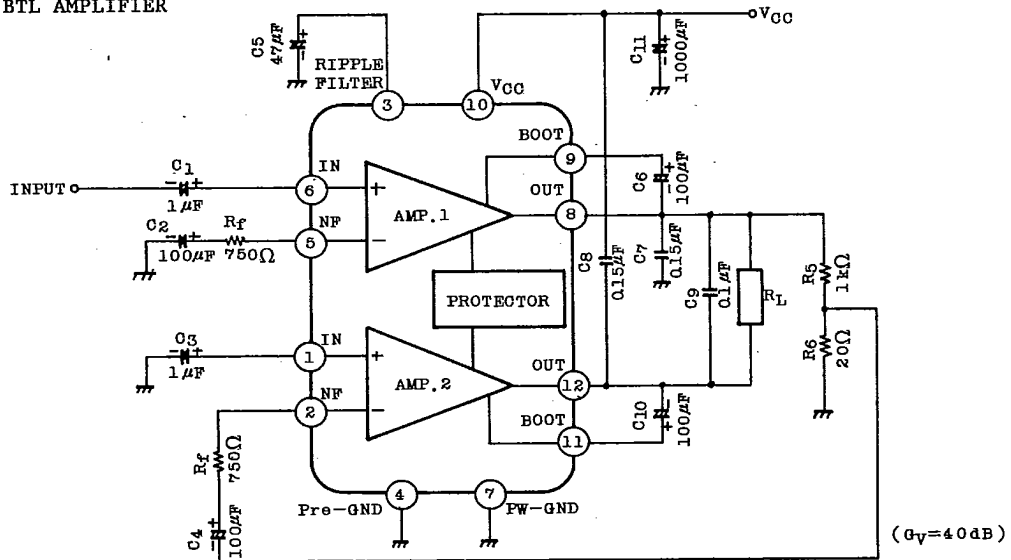 BTL AMPLIFIER
VCC
C5
47μF
C11
1000μF
RIPPLE
FILTER
3
10
VCC
BOOT
9
C6
100μF
INPUT
C1
1μF
IN
6
+
AMP.1
OUT
8
C2
100μF
Rf
750Ω
NF
5
−
C8
0.15μF
C7
0.15μF
C9
0.1μF
RL
R5
1kΩ
PROTECTOR
R6
20Ω
C3
1μF
IN
1
+
AMP.2
OUT
12
NF
2
−
BOOT
11
C10
100μF
Rf
750Ω
C4
100μF
Pre-GND
4
7
PW-GND
(GV=40dB)